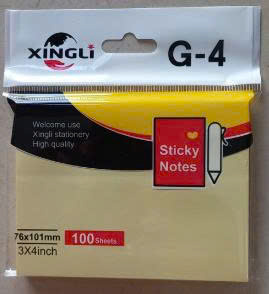 XINGLI
G-4
Welcome use
Xingli stationery
High quality
Sticky
Notes
76x101mm
3X4inch
100 Sheets